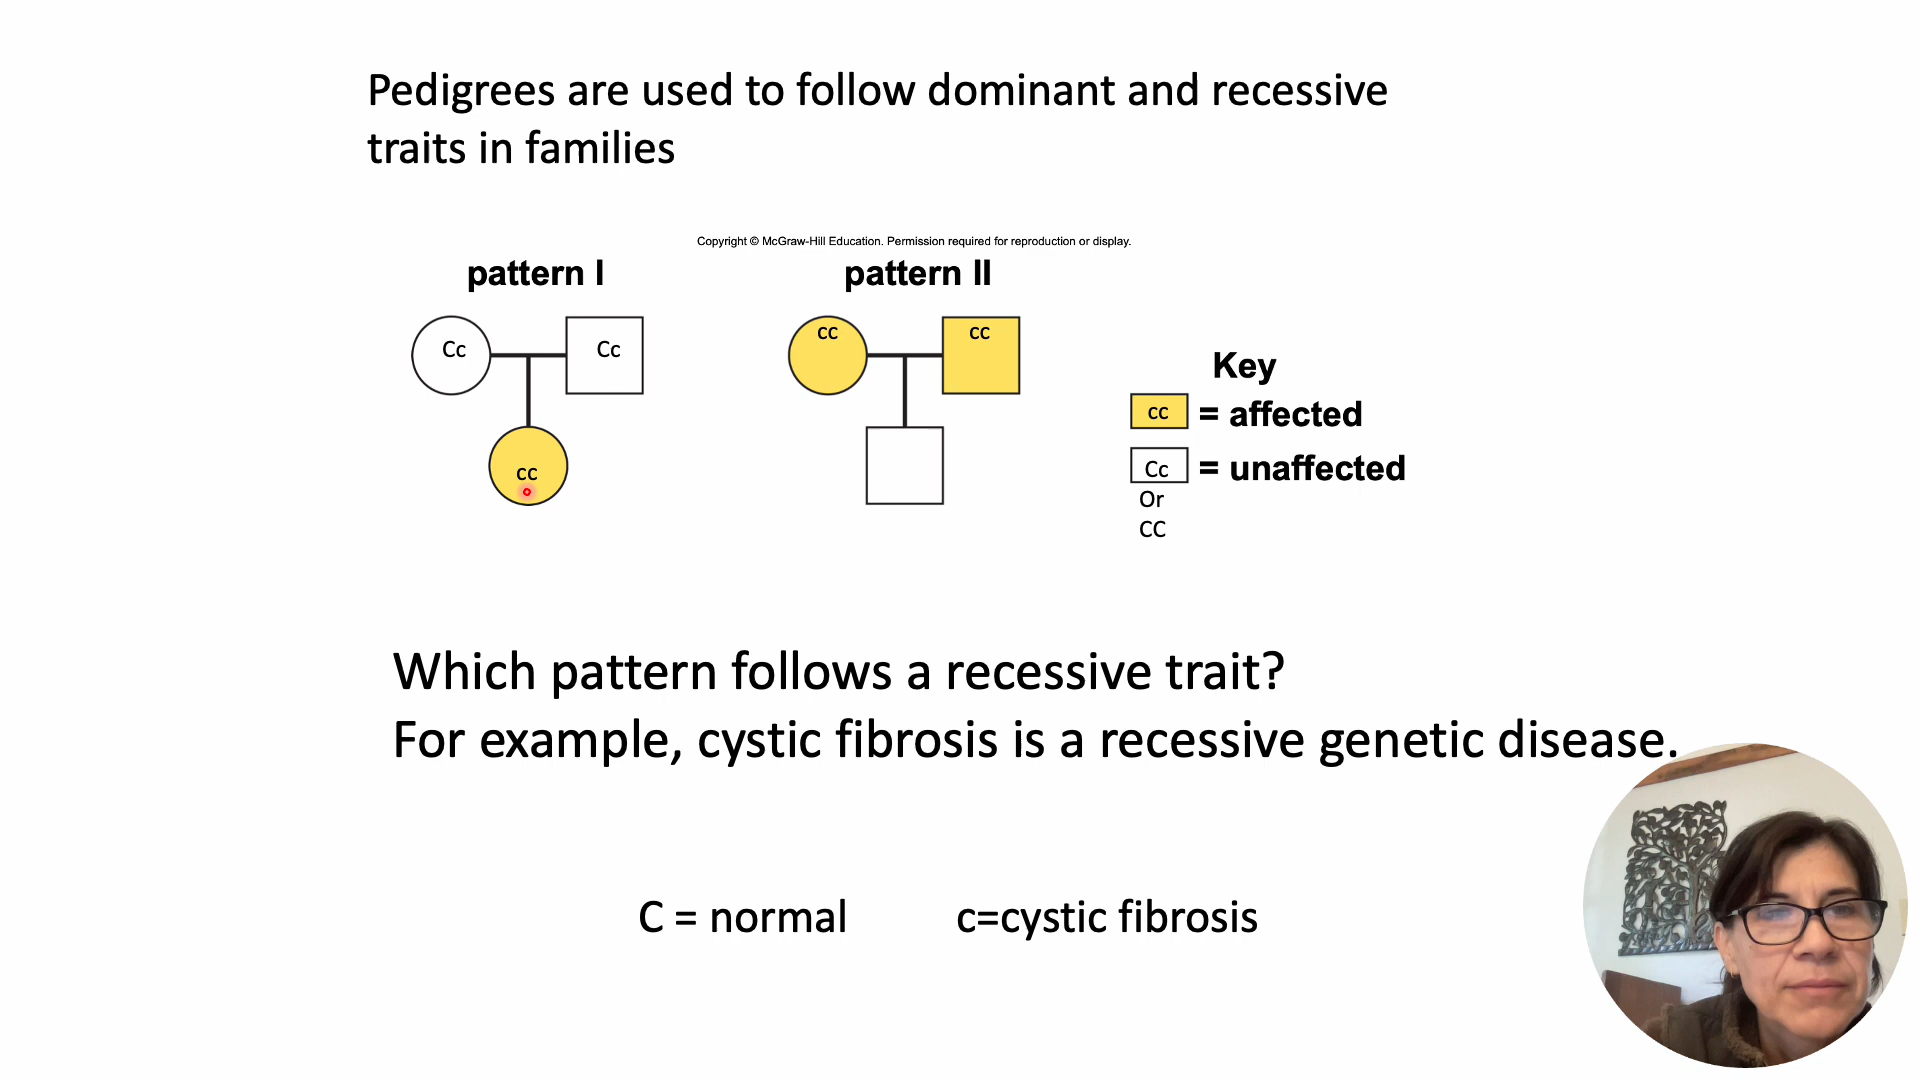 Pedigrees are used to follow dominant and recessive
traits in families
Copyright © McGraw-Hill Education. Permission required for reproduction or display.
pattern I
pattern II
Cc
Cc
cc
cc
cc
Key
cc = affected
Cc = unaffected
Or
CC
Which pattern follows a recessive trait?
For example, cystic fibrosis is a recessive genetic disease.
C = normal
c=cystic fibrosis